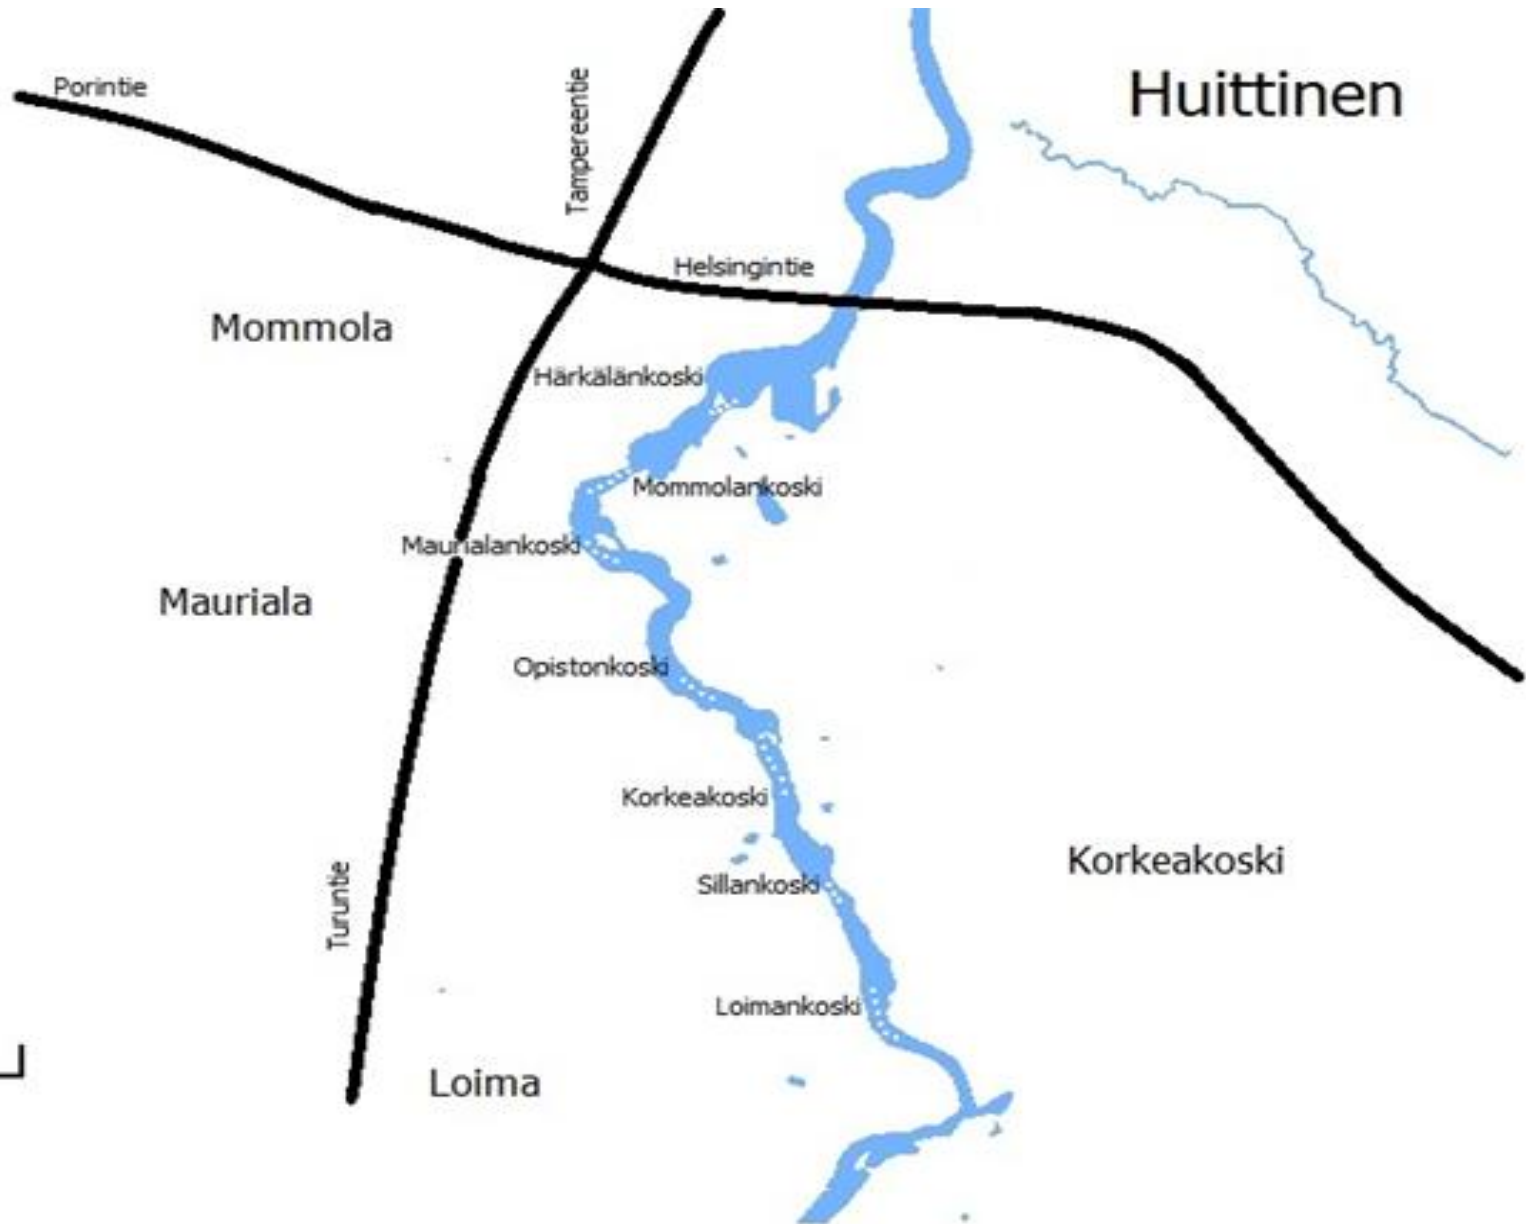 Porintie
Tampereentie
Huittinen
Helsingintie
Mommola
Härkälänkoski
Mommolankoski
Maurialankoski
Mauriala
Opistonkoski
Korkeakoski
Korkeakoski
Sillankoski
Turuntie
Loimankoski
Loima